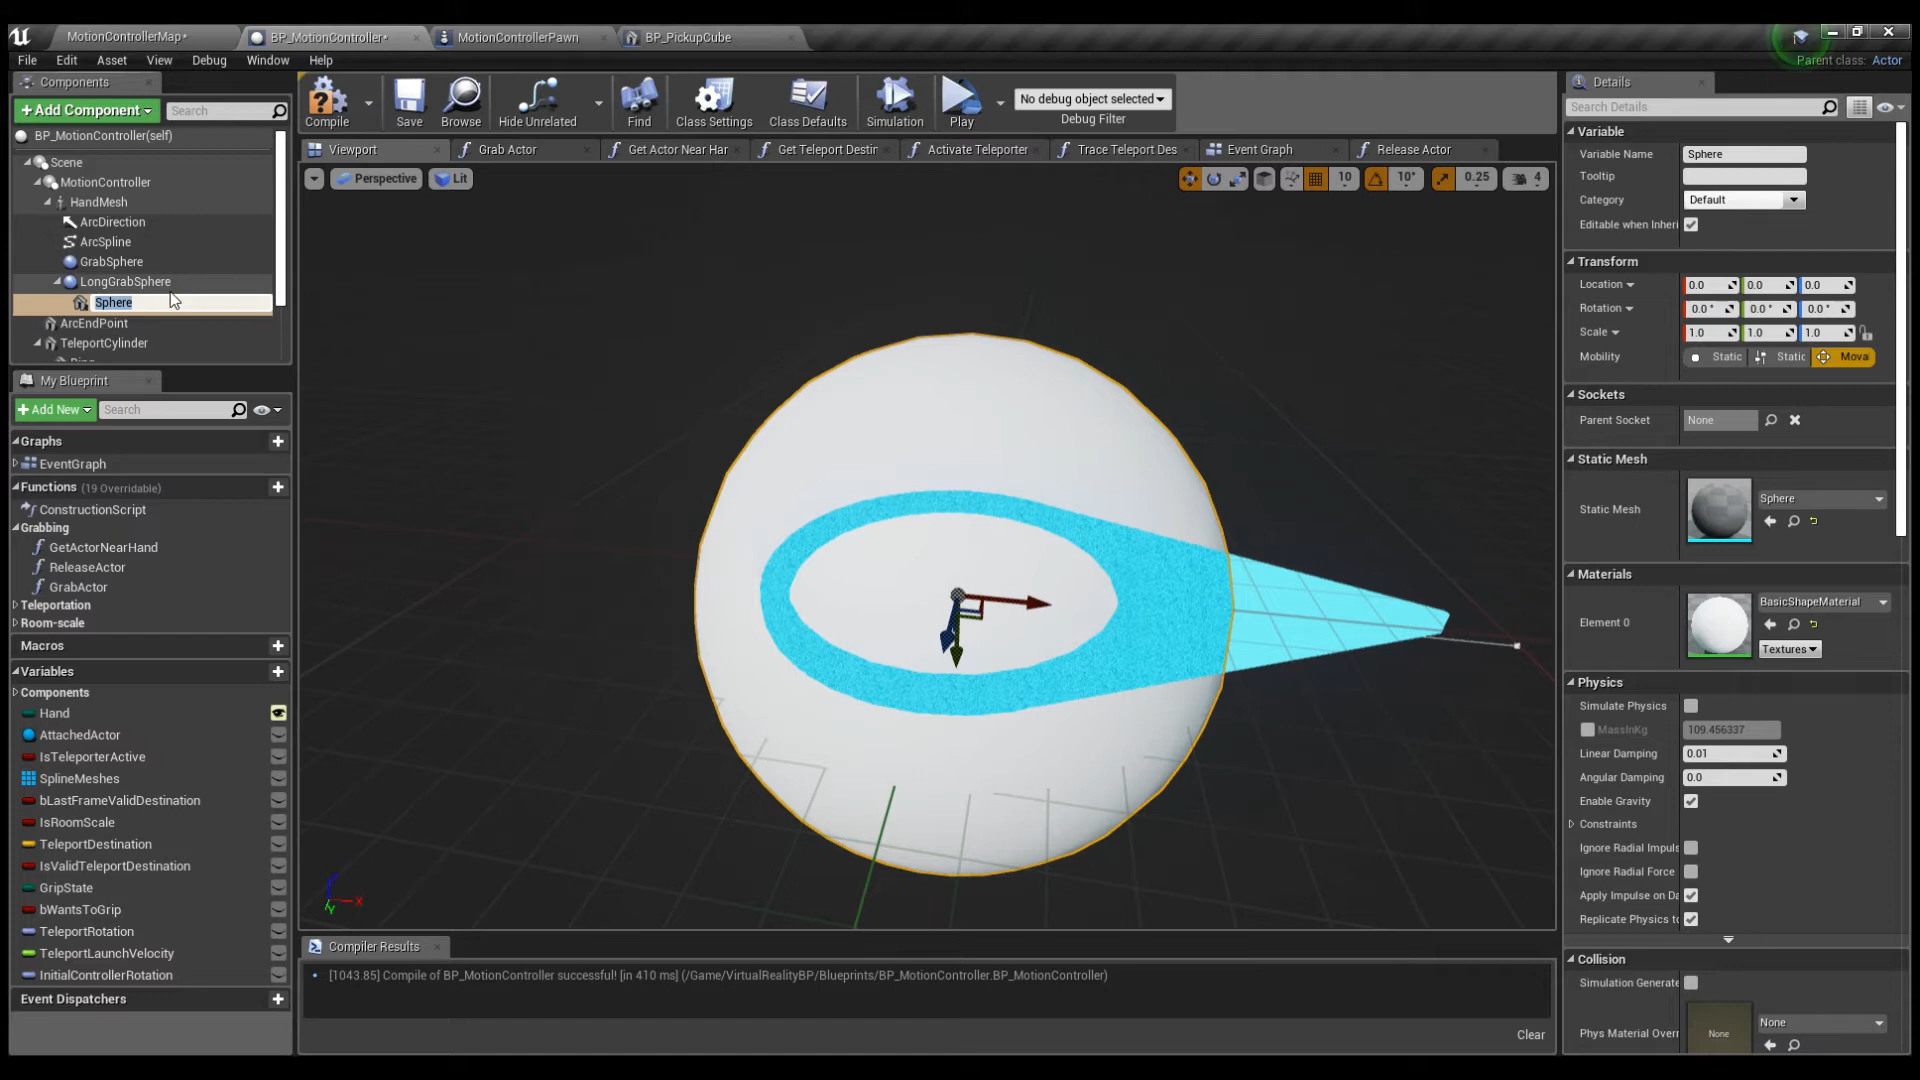 MotionControllerMap*
BP_MotionController*
MotionControllerPawn
BP_PickupCube
File Edit Asset View Debug Window Help
Parent class: Actor
Components
+Add Component
Search
BP_MotionController(self)
Scene
MotionController
HandMesh
ArcDirection
ArcSpline
GrabSphere
LongGrabSphere
Sphere
ArcEndPoint
TeleportCylinder
My Blueprint
+Add New
Search
Graphs
EventGraph
Functions (19 Overridable)
ConstructionScript
Grabbing
GetActorNearHand
ReleaseActor
GrabActor
Teleportation
Room-scale
Macros
Variables
Components
Hand
AttachedActor
IsTeleporterActive
SplineMeshes
bLastFrameValidDestination
IsRoomScale
TeleportDestination
IsValidTeleportDestination
GripState
bWantsToGrip
TeleportRotation
TeleportLaunchVelocity
InitialControllerRotation
Event Dispatchers
Compile
Save
Browse
Hide Unrelated
Find
Class Settings
Class Defaults
Simulation
Play
No debug object selected
Debug Filter
Viewport
Grab Actor
Get Actor Near Har
Get Teleport Destir
Activate Teleporter
Trace Teleport Des
Event Graph
Release Actor
Perspective
Lit
10
10°
0.25
4
Z
X
Y
Compiler Results
[1043.85] Compile of BP_MotionController successful! [in 410 ms] (/Game/VirtualRealityBP/Blueprints/BP_MotionController.BP_MotionController)
Clear
Details
Search Details
Variable
Variable Name Sphere
Tooltip
Category Default
Editable when Inheri
Transform
Location 0.0 0.0 0.0
Rotation 0.0 ° 0.0 ° 0.0 °
Scale 1.0 1.0 1.0
Mobility Static Static Moval
Sockets
Parent Socket None
Static Mesh
Static Mesh Sphere
Materials
Element 0 BasicShapeMaterial
Textures
Physics
Simulate Physics
MassInKg 109.456337
Linear Damping 0.01
Angular Damping 0.0
Enable Gravity
Constraints
Ignore Radial Impuls
Ignore Radial Force
Apply Impulse on Da
Replicate Physics to
Collision
Simulation Generate
Phys Material Overr None None